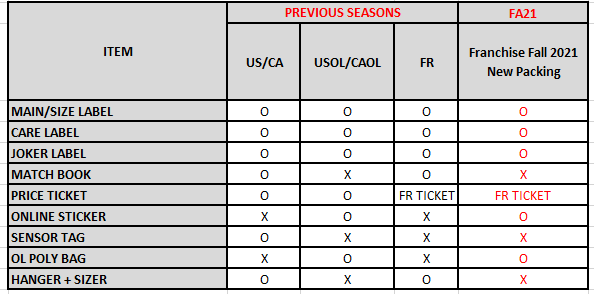 ITEM PREVIOUS SEASONS FA21
US/CA USOL/CAOL FR Franchise Fall 2021
New Packing
MAIN/SIZE LABEL O O O O
CARE LABEL O O O O
JOKER LABEL O O O O
MATCH BOOK O X O X
PRICE TICKET O O FR TICKET FR TICKET
ONLINE STICKER X O X O
SENSOR TAG O X X X
OL POLY BAG X O X O
HANGER + SIZER O X O X